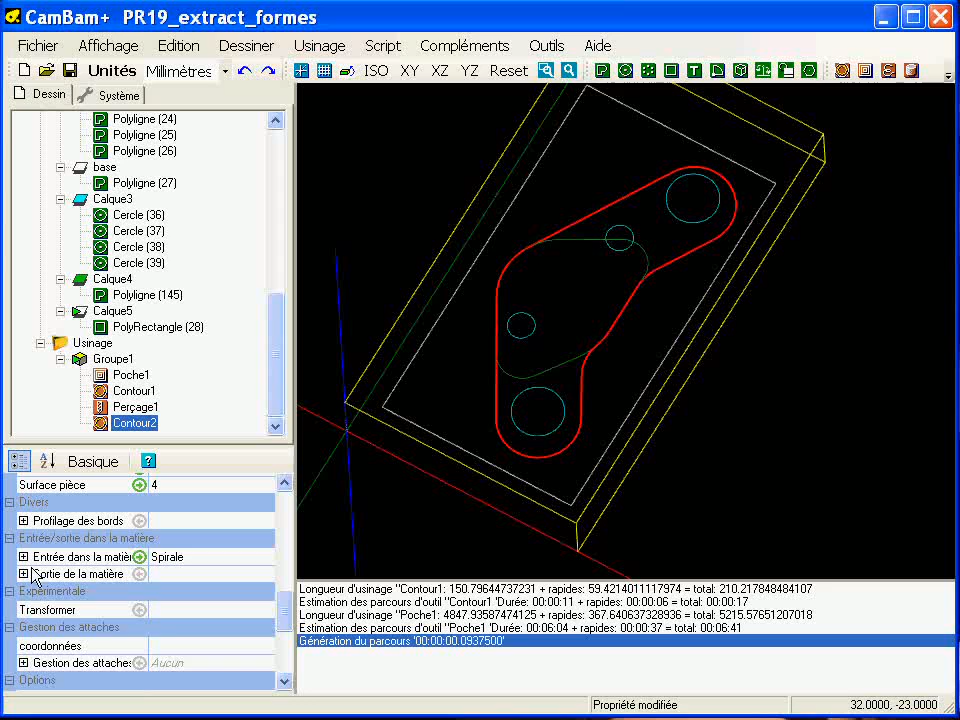 CamBam+ PR19_extract_formes
Fichier Affichage Edition Dessiner Usinage Script Compléments Outils Aide
Unités Millimètres ISO XY XZ YZ Reset
Dessin Système
Polyligne (24)
Polyligne (25)
Polyligne (26)
base
Polyligne (27)
Calque3
Cercle (36)
Cercle (37)
Cercle (38)
Cercle (39)
Calque4
Polyligne (145)
Calque5
PolyRectangle (28)
Usinage
Groupe1
Poche1
Contour1
Perçage1
Contour2
Basique
Surface pièce 4
Divers
Profilage des bords
Entrée/sortie dans la matière
Entrée dans la matièr Spirale
Sortie de la matière
Expérimentale
Transformer
Gestion des attaches
coordonnées
Gestion des attaches Aucun
Options
Longueur d'usinage "Contour1: 150.79644737231 + rapides: 59.4214011117974 = total: 210.217848484107
Estimation des parcours d'outil "Contour1 'Durée: 00:00:11 + rapides: 00:00:06 = total: 00:00:17
Longueur d'usinage "Poche1: 4847.93587474125 + rapides: 367.640637328936 = total: 5215.57651207018
Estimation des parcours d'outil "Poche1 'Durée: 00:06:04 + rapides: 00:00:37 = total: 00:06:41
Génération du parcours '00:00:00.0937500'
Propriété modifiée 32.0000, -23.0000